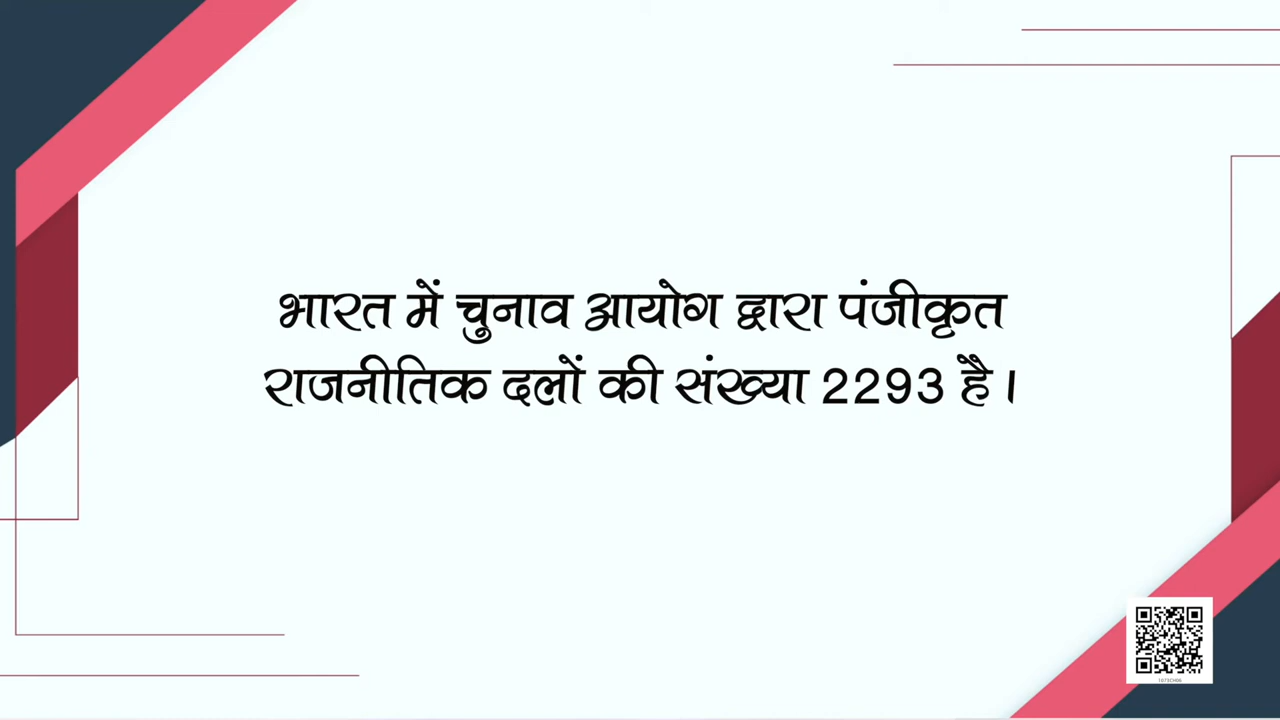 भारत में चुनाव आयोग द्वारा पंजीकृत
राजनीतिक दलों की संख्या 2293 है।